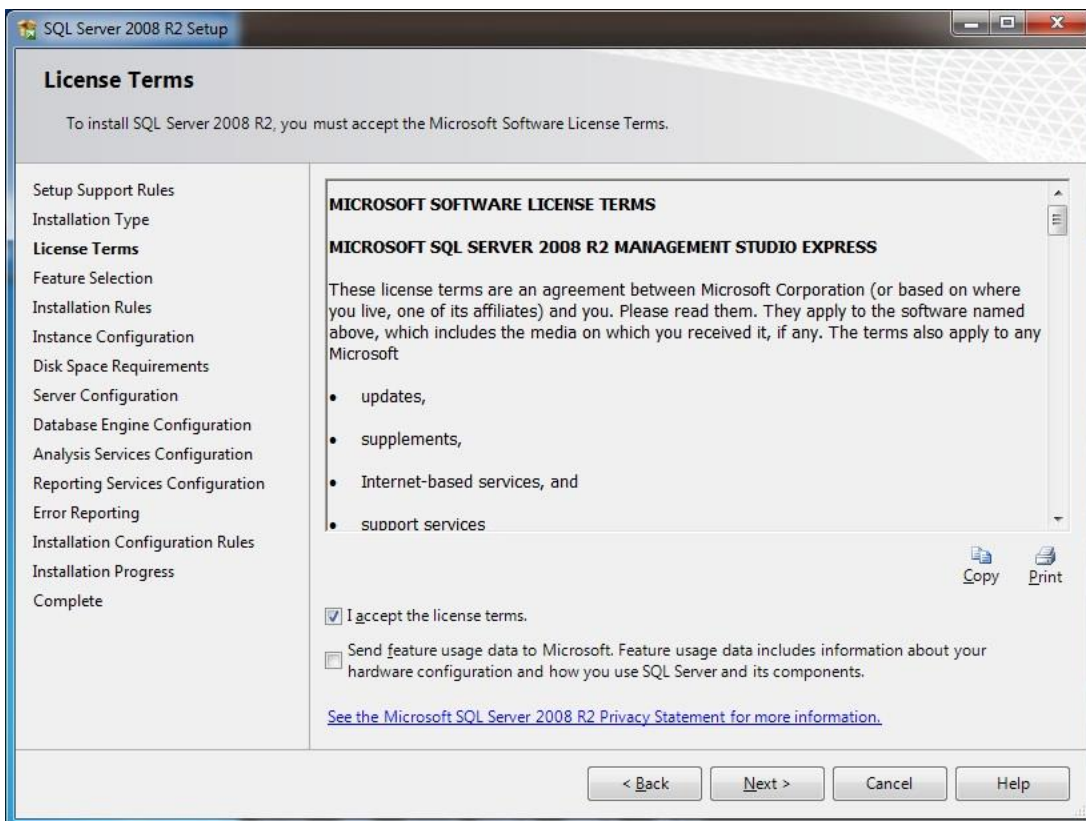 SQL Server 2008 R2 Setup
License Terms
To install SQL Server 2008 R2, you must accept the Microsoft Software License Terms.
Setup Support Rules
Installation Type
License Terms
Feature Selection
Installation Rules
Instance Configuration
Disk Space Requirements
Server Configuration
Database Engine Configuration
Analysis Services Configuration
Reporting Services Configuration
Error Reporting
Installation Configuration Rules
Installation Progress
Complete
MICROSOFT SOFTWARE LICENSE TERMS
MICROSOFT SQL SERVER 2008 R2 MANAGEMENT STUDIO EXPRESS
These license terms are an agreement between Microsoft Corporation (or based on where
you live, one of its affiliates) and you. Please read them. They apply to the software named
above, which includes the media on which you received it, if any. The terms also apply to any
Microsoft
• updates,
• supplements,
• Internet-based services, and
• support services
Copy
Print
I accept the license terms.
Send feature usage data to Microsoft. Feature usage data includes information about your
hardware configuration and how you use SQL Server and its components.
See the Microsoft SQL Server 2008 R2 Privacy Statement for more information.
< Back
Next >
Cancel
Help